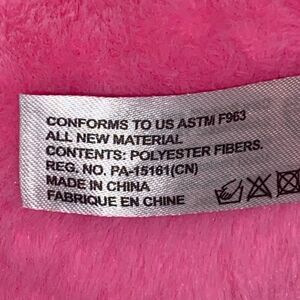 CONFORMS TO US ASTM F963
ALL NEW MATERIAL
CONTENTS: POLYESTER FIBERS.
REG. NO. PA-15161(CN)
MADE IN CHINA
FABRIQUE EN CHINE